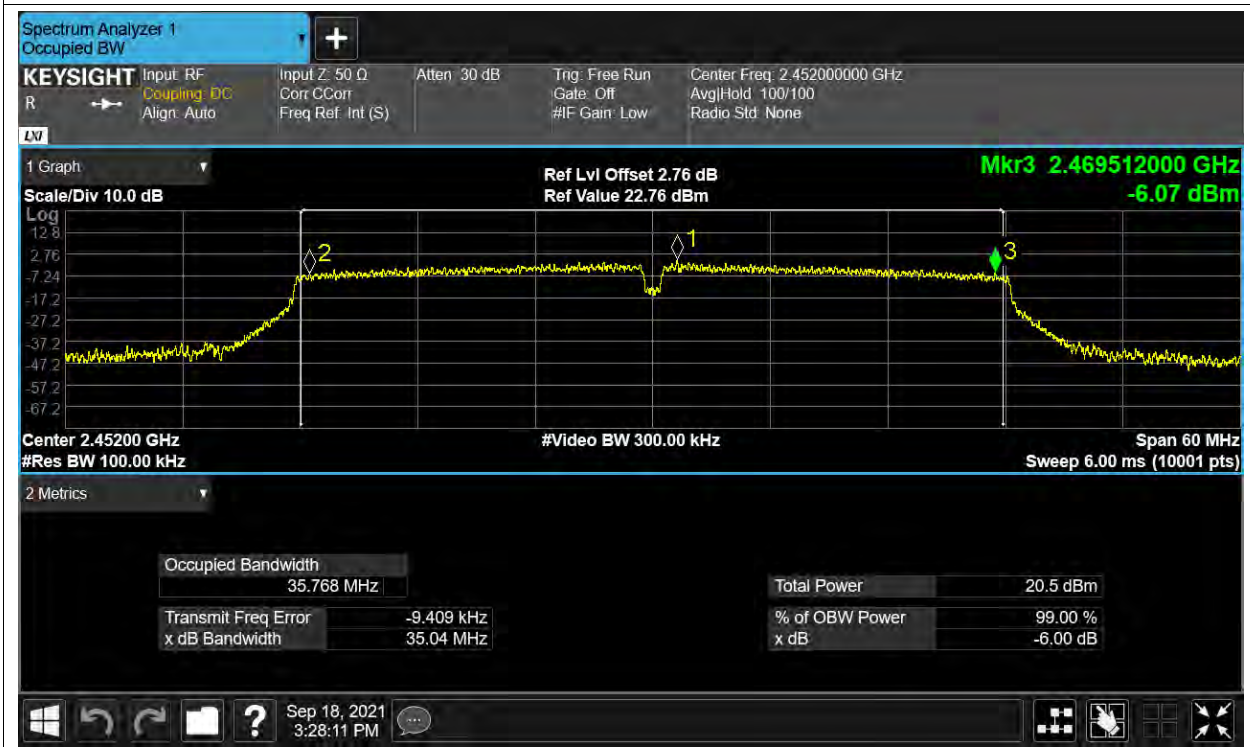 Spectrum Analyzer 1
Occupied BW
+
KEYSIGHT Input: RF Input Z: 50 Ω Atten: 30 dB Trig: Free Run Center Freq: 2.452000000 GHz
R Coupling: DC Corr CCorr Gate: Off Avg|Hold: 100/100
Align: Auto Freq Ref: Int (S) #IF Gain: Low Radio Std: None
LXI
1 Graph Ref Lvl Offset 2.76 dB Mkr3 2.469512000 GHz
Scale/Div 10.0 dB Ref Value 22.76 dBm -6.07 dBm
Log
12.8
2.76
-7.24
-17.2
-27.2
-37.2
-47.2
-57.2
-67.2
2 1 3
Center 2.45200 GHz #Video BW 300.00 kHz Span 60 MHz
#Res BW 100.00 kHz Sweep 6.00 ms (10001 pts)
2 Metrics
Occupied Bandwidth
35.768 MHz Total Power 20.5 dBm
Transmit Freq Error -9.409 kHz % of OBW Power 99.00 %
x dB Bandwidth 35.04 MHz x dB -6.00 dB
? Sep 18, 2021
3:28:11 PM